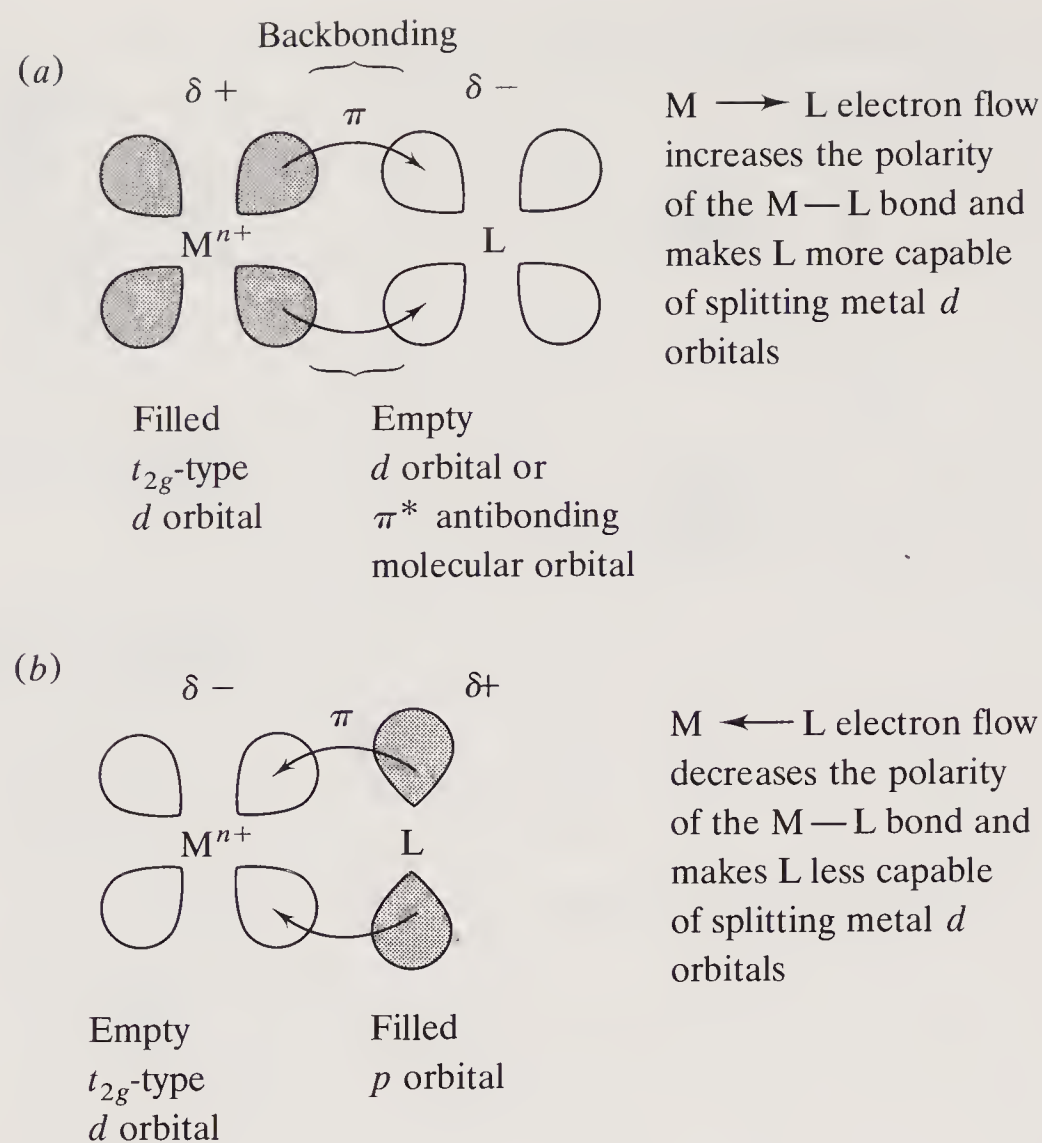 Backbonding
(a)
δ + δ −
π
M ⟶ L electron flow
increases the polarity
of the M—L bond and
makes L more capable
of splitting metal d
orbitals
Mⁿ⁺ L
Filled
t₂g-type
d orbital
Empty
d orbital or
π* antibonding
molecular orbital
(b)
δ − δ+
π
M ⟵ L electron flow
decreases the polarity
of the M—L bond and
makes L less capable
of splitting metal d
orbitals
Mⁿ⁺ L
Empty
t₂g-type
d orbital
Filled
p orbital